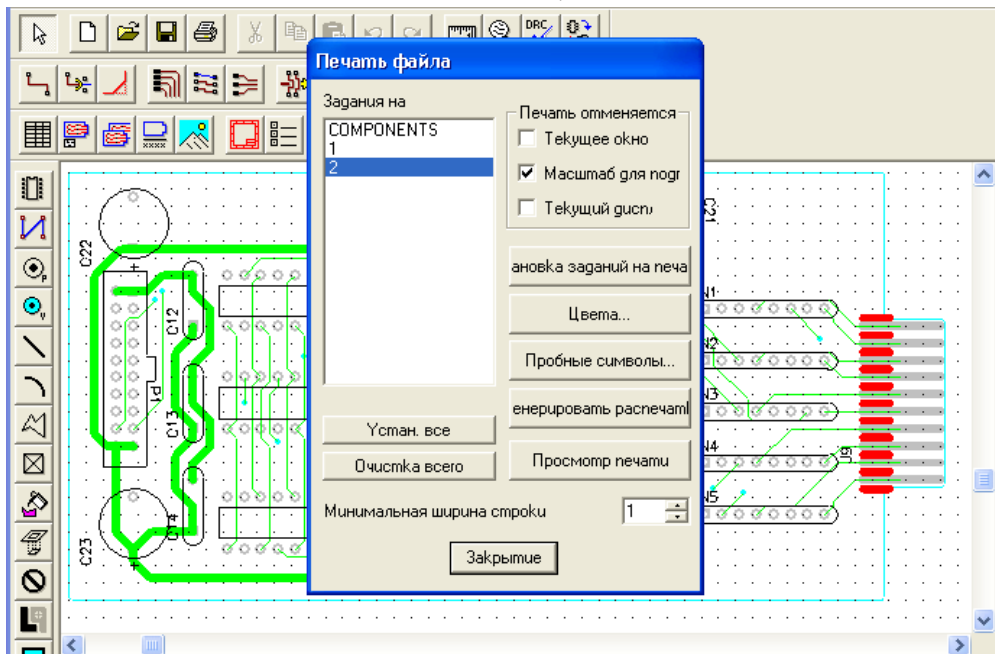 DRC
Печать файла
Задания на
COMPONENTS
1
2
Печать отменяется
Текущее окно
Масштаб для погр
Текущий дисп
ановка заданий на печа
Цвета...
Пробные символы...
енерировать распечат
Просмотр печати
Устан. все
Очистка всего
Минимальная ширина строки
1
Закрытие
C22
C12
P1
C13
C14
C23
C21
N1
N2
N3
N4
N5